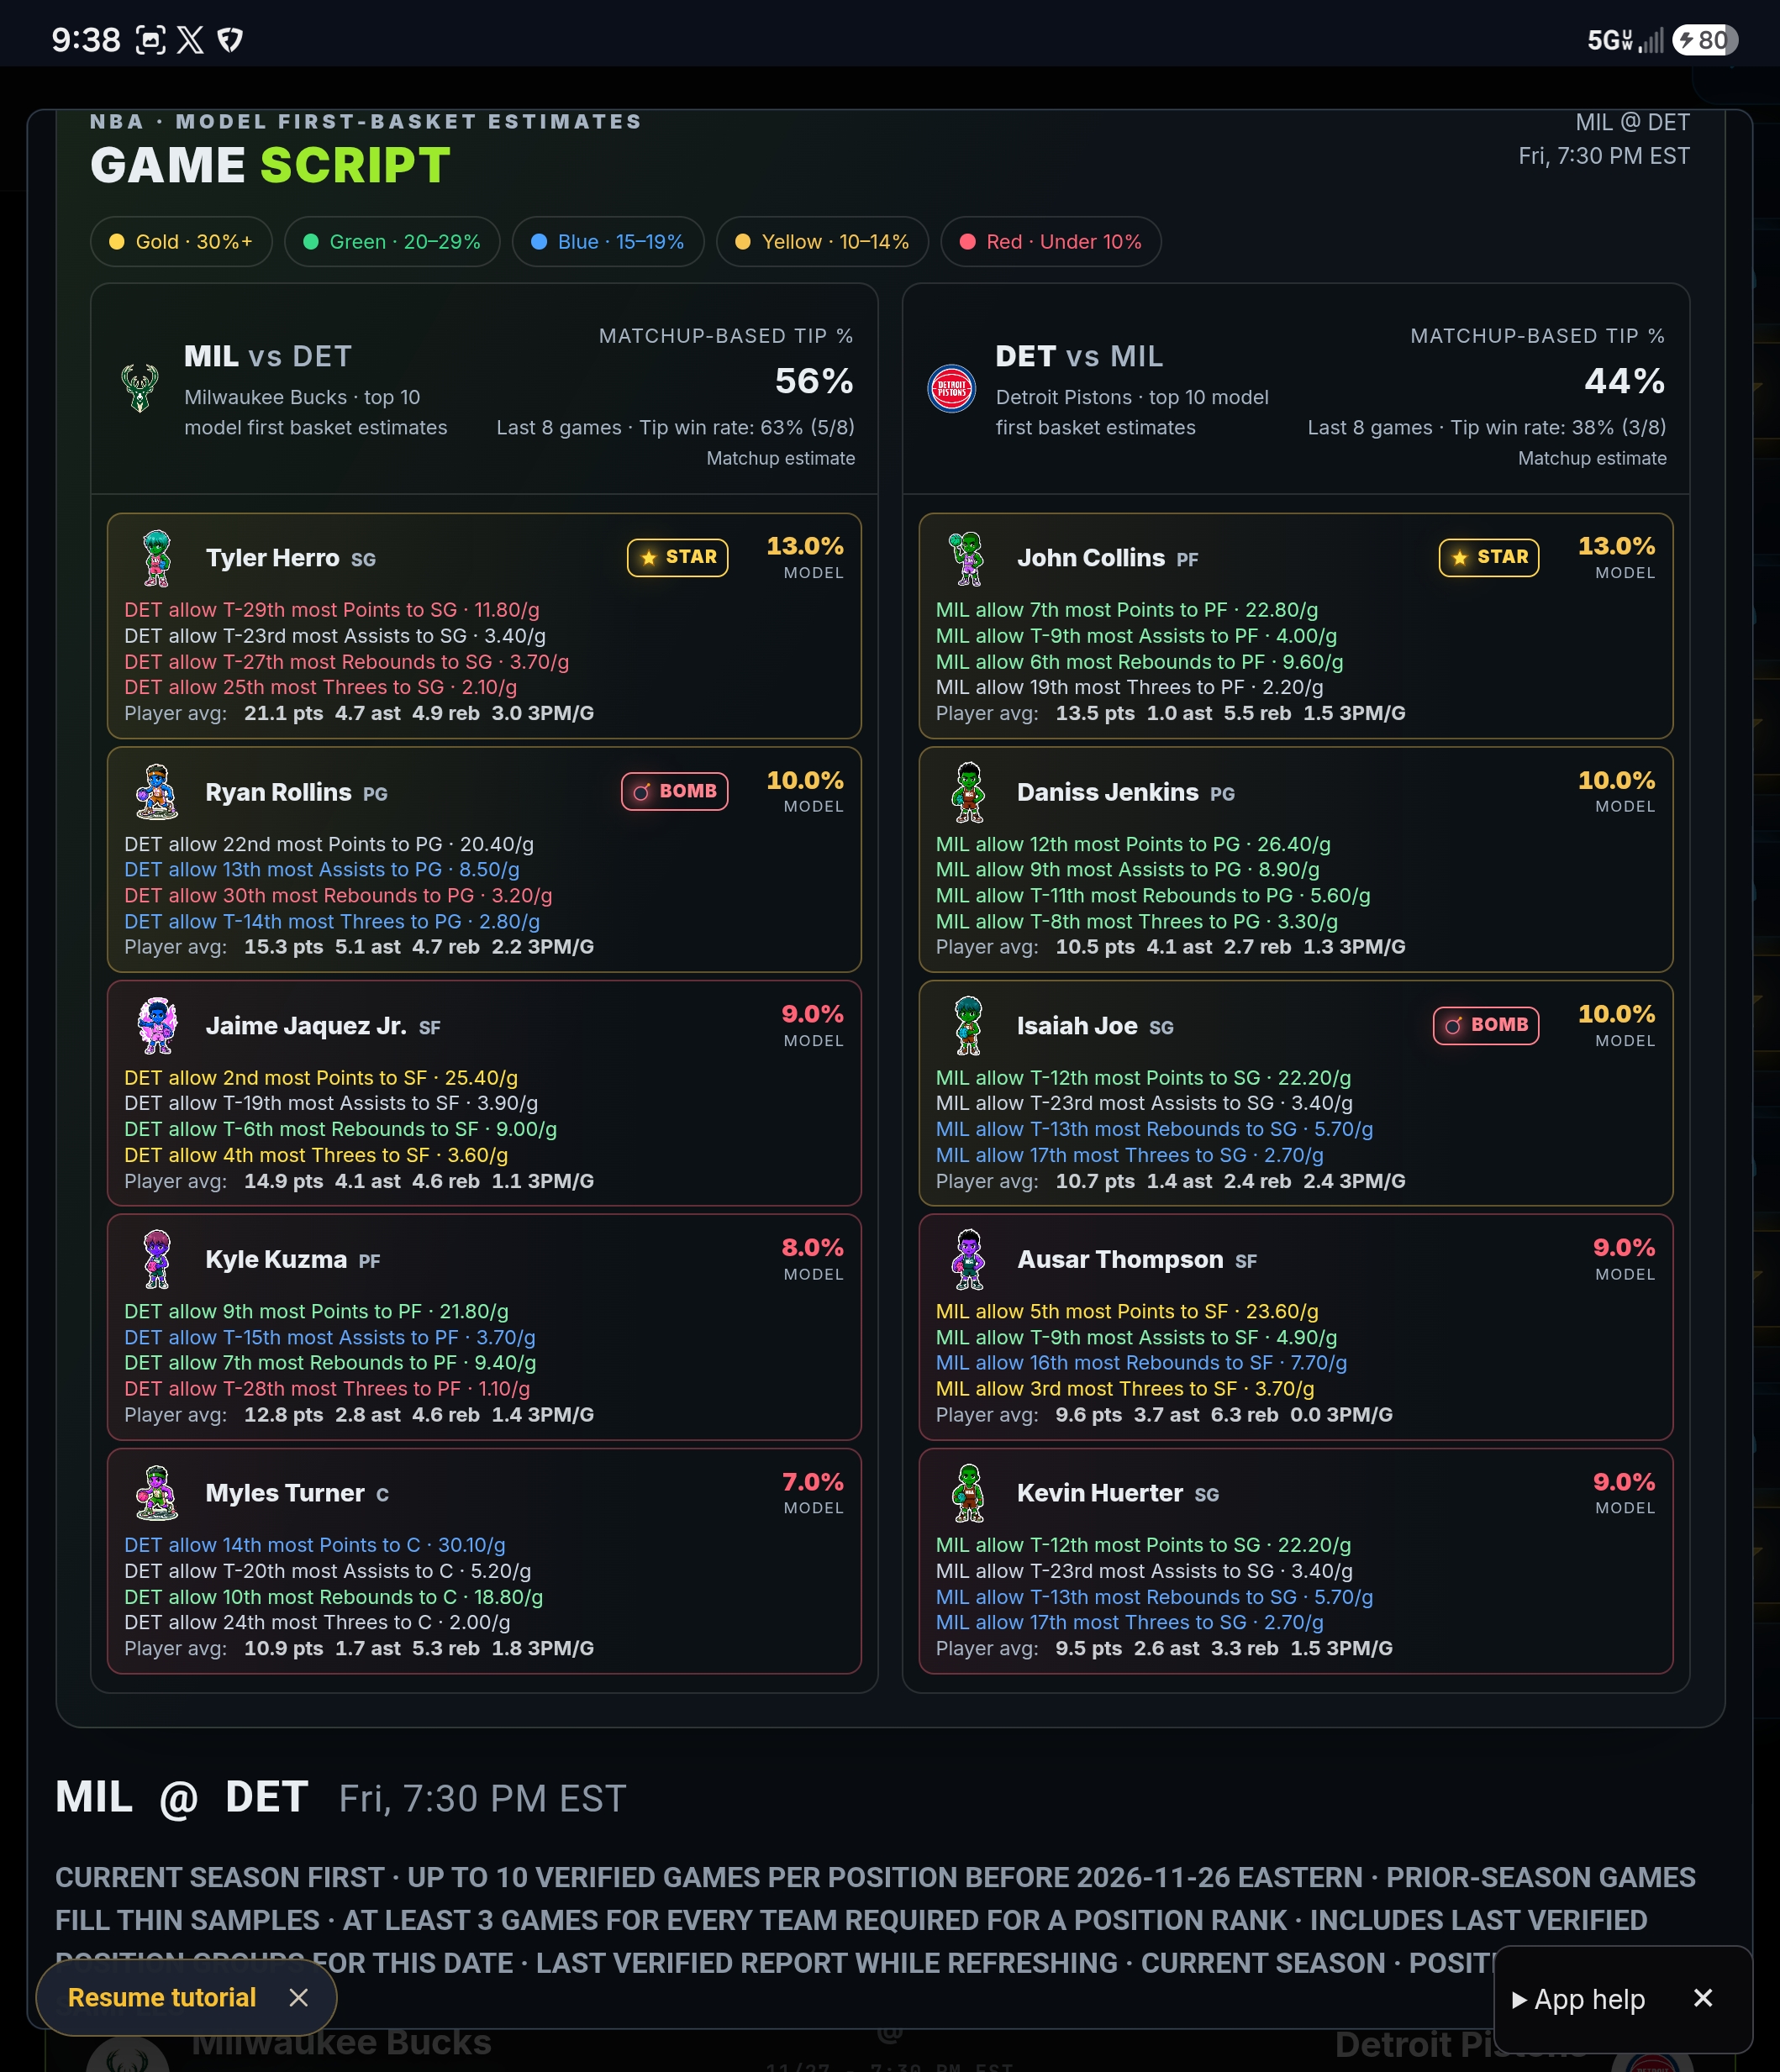 9:38
5G UW 80
NBA · MODEL FIRST-BASKET ESTIMATES
MIL @ DET
GAME SCRIPT
Fri, 7:30 PM EST
Gold · 30%+
Green · 20–29%
Blue · 15–19%
Yellow · 10–14%
Red · Under 10%
MIL vs DET
Milwaukee Bucks · top 10
model first basket estimates
MATCHUP-BASED TIP %
56%
Last 8 games · Tip win rate: 63% (5/8)
Matchup estimate
Tyler Herro SG
STAR
13.0%
MODEL
DET allow T-29th most Points to SG · 11.80/g
DET allow T-23rd most Assists to SG · 3.40/g
DET allow T-27th most Rebounds to SG · 3.70/g
DET allow 25th most Threes to SG · 2.10/g
Player avg: 21.1 pts 4.7 ast 4.9 reb 3.0 3PM/G
Ryan Rollins PG
BOMB
10.0%
MODEL
DET allow 22nd most Points to PG · 20.40/g
DET allow 13th most Assists to PG · 8.50/g
DET allow 30th most Rebounds to PG · 3.20/g
DET allow T-14th most Threes to PG · 2.80/g
Player avg: 15.3 pts 5.1 ast 4.7 reb 2.2 3PM/G
Jaime Jaquez Jr. SF
9.0%
MODEL
DET allow 2nd most Points to SF · 25.40/g
DET allow T-19th most Assists to SF · 3.90/g
DET allow T-6th most Rebounds to SF · 9.00/g
DET allow 4th most Threes to SF · 3.60/g
Player avg: 14.9 pts 4.1 ast 4.6 reb 1.1 3PM/G
Kyle Kuzma PF
8.0%
MODEL
DET allow 9th most Points to PF · 21.80/g
DET allow T-15th most Assists to PF · 3.70/g
DET allow 7th most Rebounds to PF · 9.40/g
DET allow T-28th most Threes to PF · 1.10/g
Player avg: 12.8 pts 2.8 ast 4.6 reb 1.4 3PM/G
Myles Turner C
7.0%
MODEL
DET allow 14th most Points to C · 30.10/g
DET allow T-20th most Assists to C · 5.20/g
DET allow 10th most Rebounds to C · 18.80/g
DET allow 24th most Threes to C · 2.00/g
Player avg: 10.9 pts 1.7 ast 5.3 reb 1.8 3PM/G
DET vs MIL
Detroit Pistons · top 10 model
first basket estimates
MATCHUP-BASED TIP %
44%
Last 8 games · Tip win rate: 38% (3/8)
Matchup estimate
DETROIT PISTONS
John Collins PF
STAR
13.0%
MODEL
MIL allow 7th most Points to PF · 22.80/g
MIL allow T-9th most Assists to PF · 4.00/g
MIL allow 6th most Rebounds to PF · 9.60/g
MIL allow 19th most Threes to PF · 2.20/g
Player avg: 13.5 pts 1.0 ast 5.5 reb 1.5 3PM/G
Daniss Jenkins PG
10.0%
MODEL
MIL allow 12th most Points to PG · 26.40/g
MIL allow 9th most Assists to PG · 8.90/g
MIL allow T-11th most Rebounds to PG · 5.60/g
MIL allow T-8th most Threes to PG · 3.30/g
Player avg: 10.5 pts 4.1 ast 2.7 reb 1.3 3PM/G
Isaiah Joe SG
BOMB
10.0%
MODEL
MIL allow T-12th most Points to SG · 22.20/g
MIL allow T-23rd most Assists to SG · 3.40/g
MIL allow T-13th most Rebounds to SG · 5.70/g
MIL allow 17th most Threes to SG · 2.70/g
Player avg: 10.7 pts 1.4 ast 2.4 reb 2.4 3PM/G
Ausar Thompson SF
9.0%
MODEL
MIL allow 5th most Points to SF · 23.60/g
MIL allow T-9th most Assists to SF · 4.90/g
MIL allow 16th most Rebounds to SF · 7.70/g
MIL allow 3rd most Threes to SF · 3.70/g
Player avg: 9.6 pts 3.7 ast 6.3 reb 0.0 3PM/G
Kevin Huerter SG
9.0%
MODEL
MIL allow T-12th most Points to SG · 22.20/g
MIL allow T-23rd most Assists to SG · 3.40/g
MIL allow T-13th most Rebounds to SG · 5.70/g
MIL allow 17th most Threes to SG · 2.70/g
Player avg: 9.5 pts 2.6 ast 3.3 reb 1.5 3PM/G
MIL @ DET Fri, 7:30 PM EST
CURRENT SEASON FIRST · UP TO 10 VERIFIED GAMES PER POSITION BEFORE 2026-11-26 EASTERN · PRIOR-SEASON GAMES
FILL THIN SAMPLES · AT LEAST 3 GAMES FOR EVERY TEAM REQUIRED FOR A POSITION RANK · INCLUDES LAST VERIFIED
POSITION GROUPS FOR THIS DATE · LAST VERIFIED REPORT WHILE REFRESHING · CURRENT SEASON · POSITI
Resume tutorial
App help
Milwaukee Bucks @ Detroit Pistons
11/27 - 7:30 PM EST